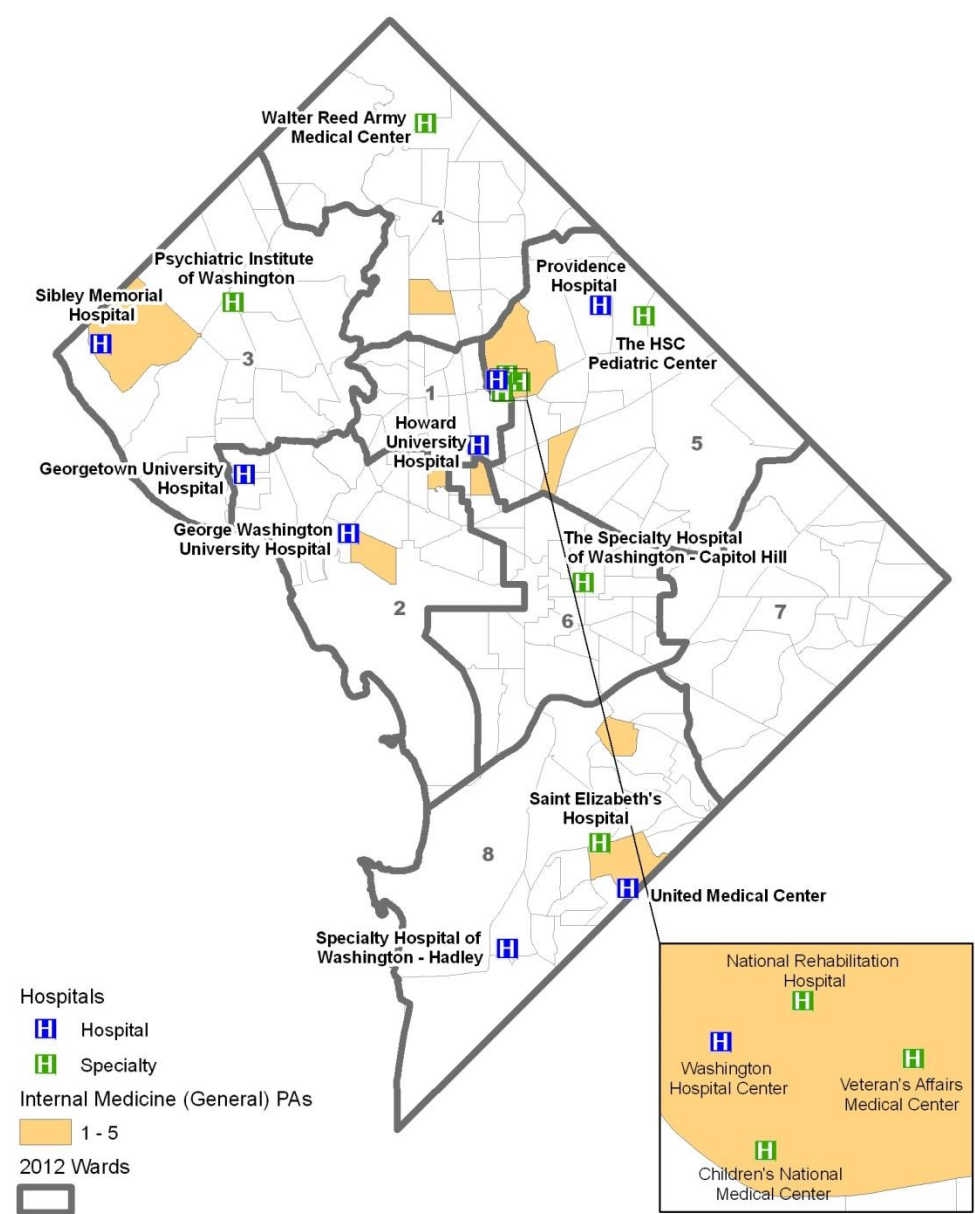 Walter Reed Army
Medical Center
H
4
Psychiatric Institute
of Washington
H
Providence
Hospital
H
Sibley Memorial
Hospital
H
H
The HSC
Pediatric Center
3
1
H
H
H
H
Howard
University
Hospital
H
5
Georgetown University
Hospital
H
George Washington
University Hospital
H
The Specialty Hospital
of Washington - Capitol Hill
H
2
6
7
Saint Elizabeth's
Hospital
H
8
H
United Medical Center
Specialty Hospital of
Washington - Hadley
H
National Rehabilitation
Hospital
H
H
Washington
Hospital Center
H
Veteran's Affairs
Medical Center
H
Children's National
Medical Center
Hospitals
H Hospital
H Specialty
Internal Medicine (General) PAs
1 - 5
2012 Wards